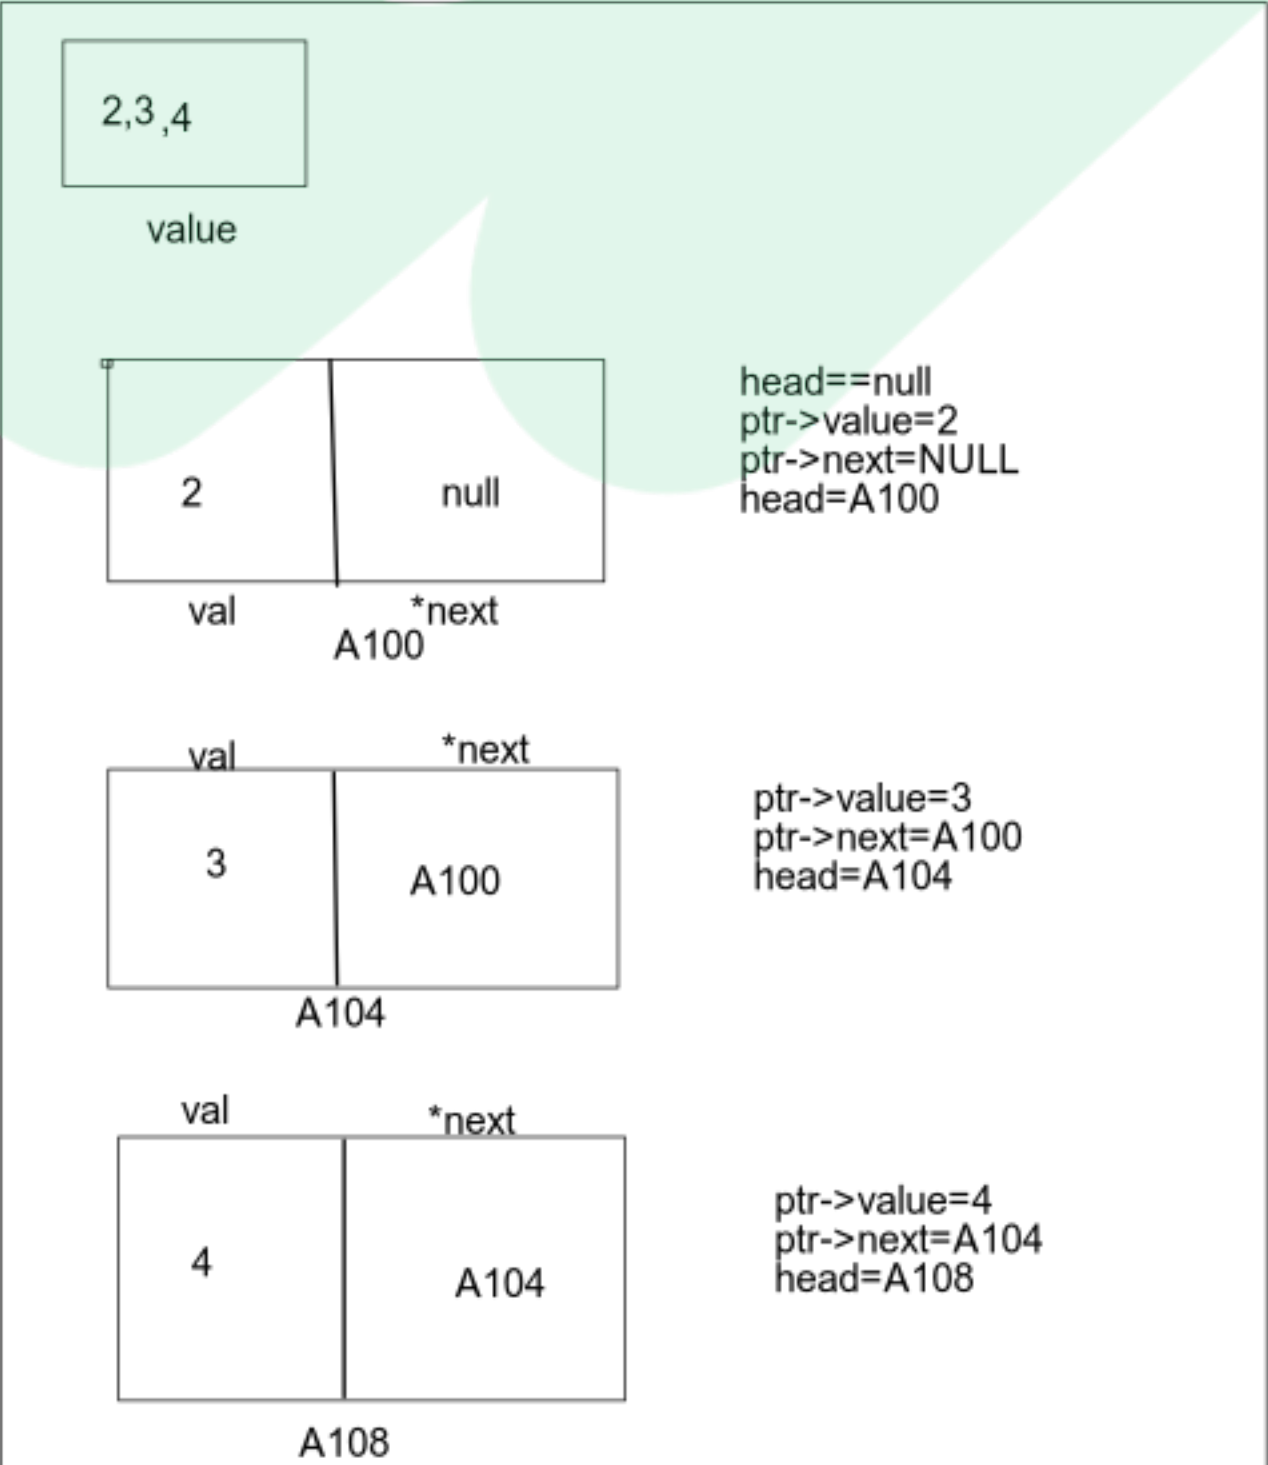 2,3 ,4
value
head==null
ptr->value=2
ptr->next=NULL
head=A100
2 null
val *next
A100
val *next
3 A100
ptr->value=3
ptr->next=A100
head=A104
A104
val *next
4 A104
ptr->value=4
ptr->next=A104
head=A108
A108